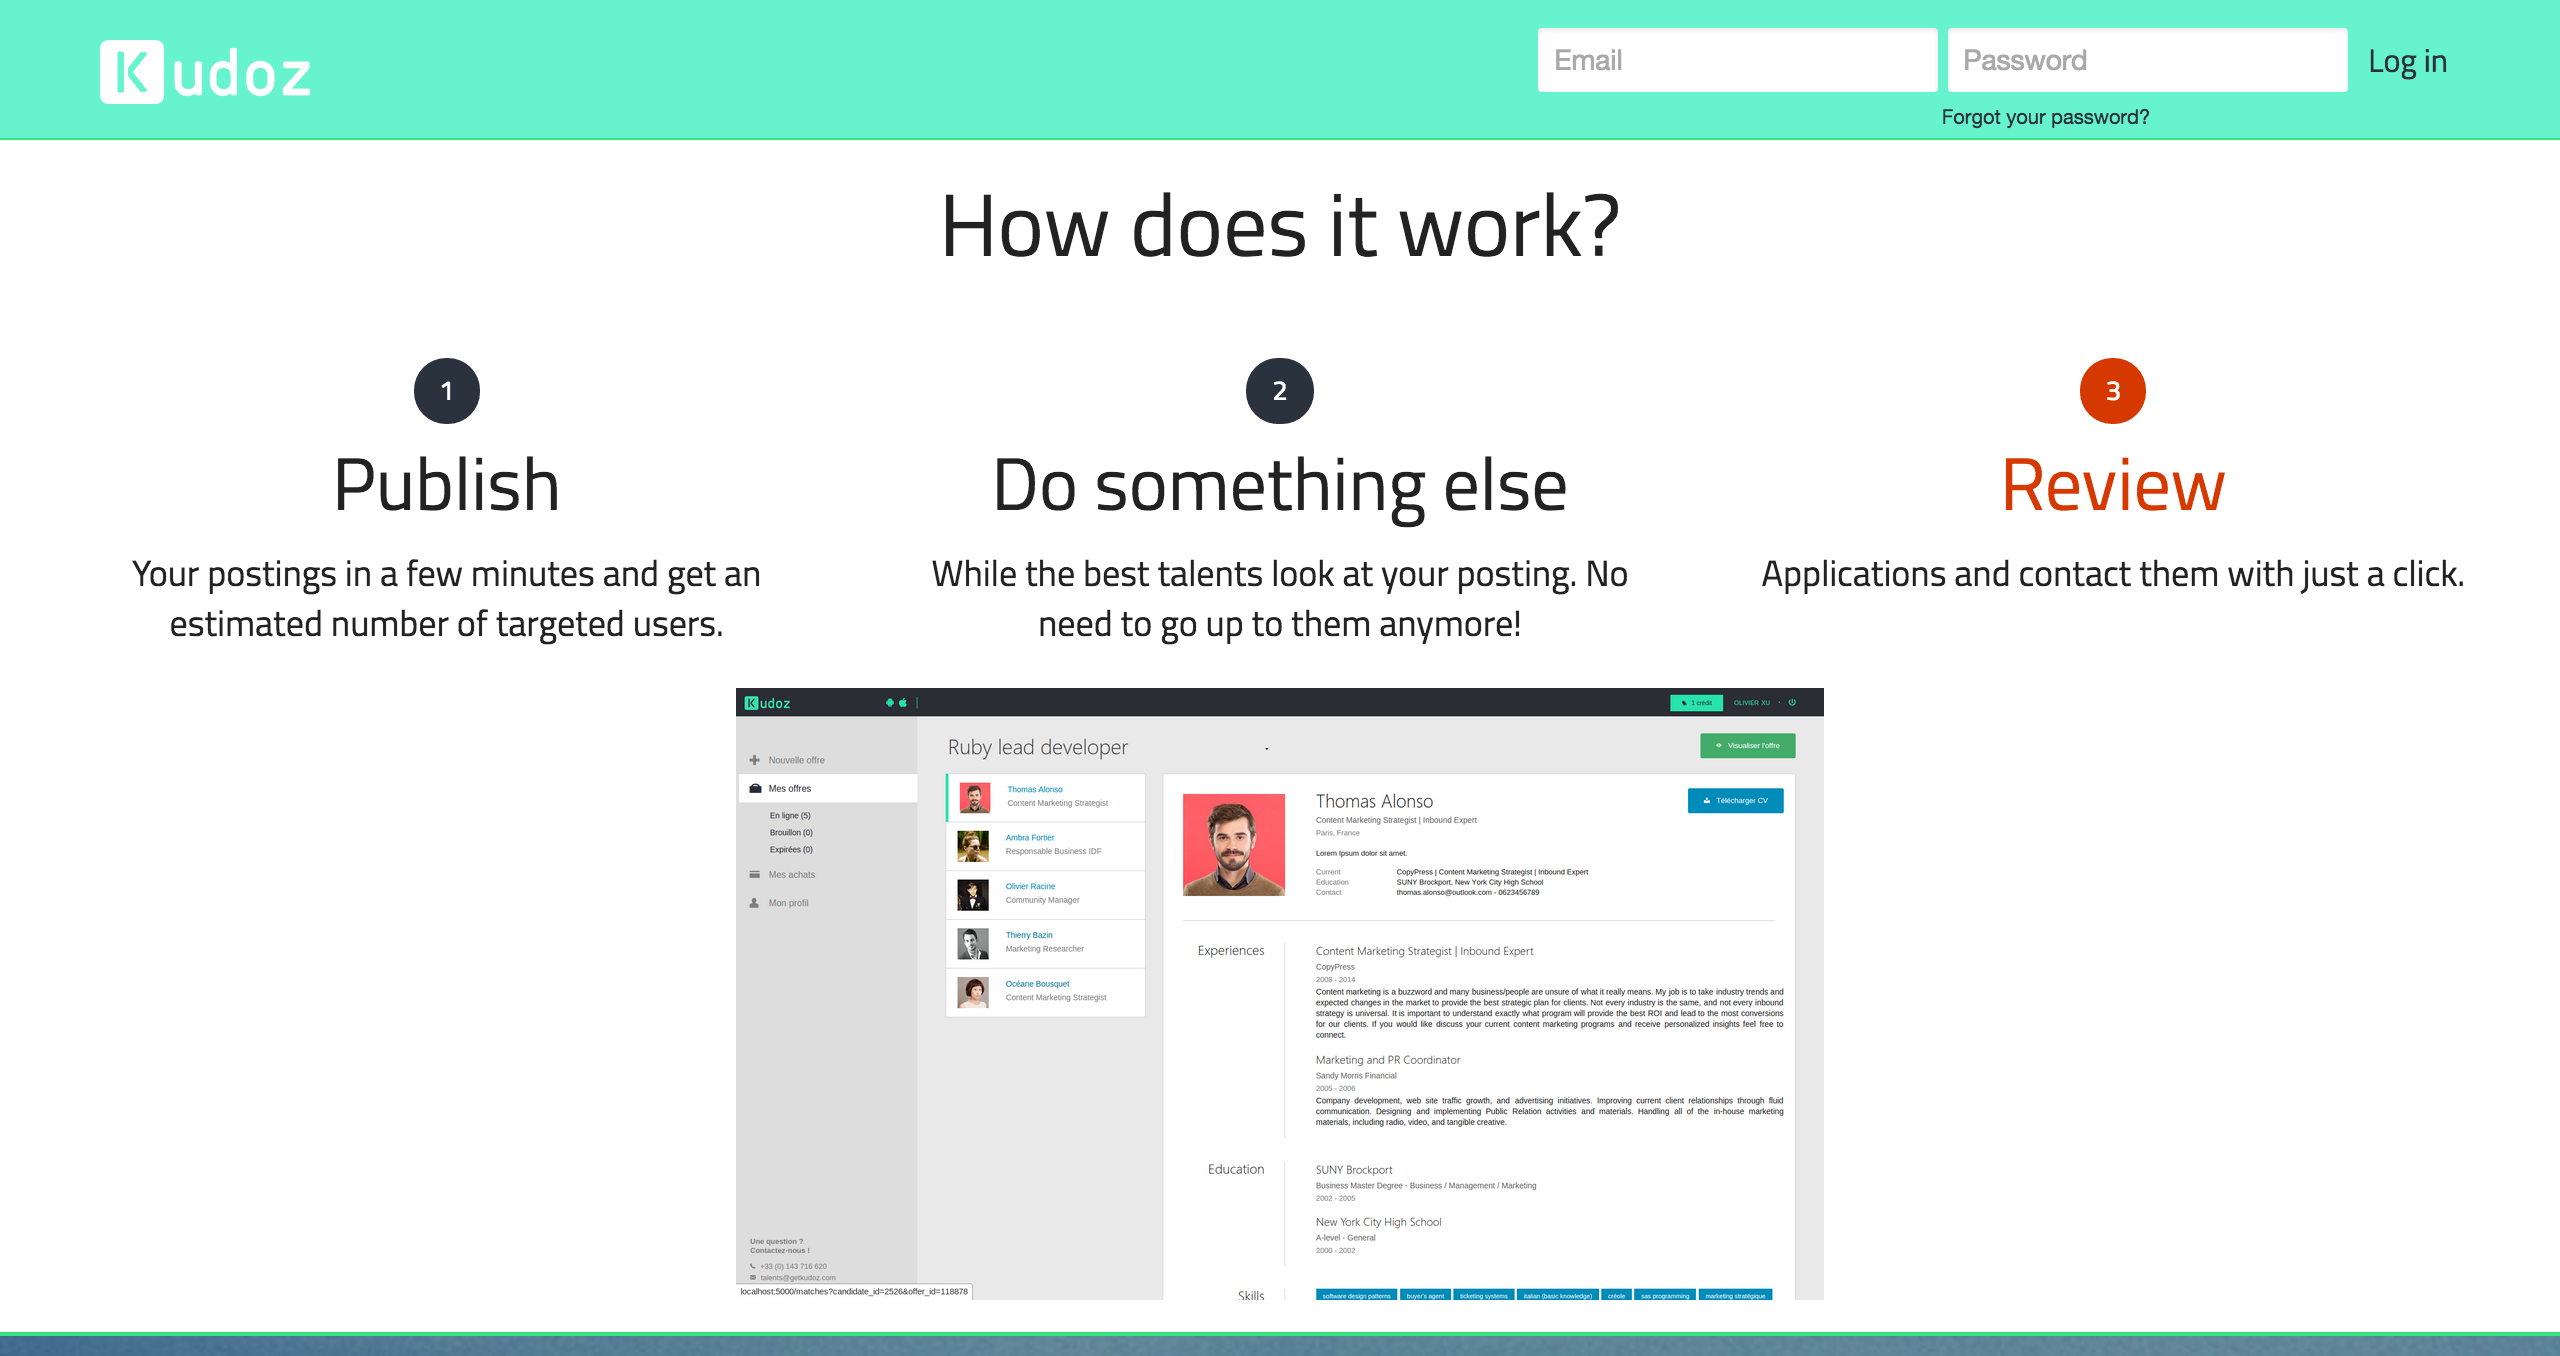 Kudoz
Email
Password
Log in
Forgot your password?
How does it work?
1
Publish
Your postings in a few minutes and get an
estimated number of targeted users.
2
Do something else
While the best talents look at your posting. No
need to go up to them anymore!
3
Review
Applications and contact them with just a click.
Kudoz
1 crédit
OLIVIER XU
Nouvelle offre
Mes offres
En ligne (5)
Brouillon (0)
Expirées (0)
Mes achats
Mon profil
Une question ?
Contactez-nous !
+33 (0) 143 716 620
talents@getkudoz.com
localhost:5000/matches?candidate_id=2526&offer_id=118878
Ruby lead developer
Visualiser l'offre
Thomas Alonso
Content Marketing Strategist
Ambra Fortier
Responsable Business IDF
Olivier Racine
Community Manager
Thierry Bazin
Marketing Researcher
Océane Bousquet
Content Marketing Strategist
Thomas Alonso
Télécharger CV
Content Marketing Strategist | Inbound Expert
Paris, France
Lorem Ipsum dolor sit amet.
Current CopyPress | Content Marketing Strategist | Inbound Expert
Education SUNY Brockport, New York City High School
Contact thomas.alonso@outlook.com - 0623456789
Experiences
Content Marketing Strategist | Inbound Expert
CopyPress
2008 - 2014
Content marketing is a buzzword and many business/people are unsure of what it really means. My job is to take industry trends and
expected changes in the market to provide the best strategic plan for clients. Not every industry is the same, and not every inbound
strategy is universal. It is important to understand exactly what program will provide the best ROI and lead to the most conversions
for our clients. If you would like discuss your current content marketing programs and receive personalized insights feel free to
connect.
Marketing and PR Coordinator
Sandy Morris Financial
2005 - 2006
Company development, web site traffic growth, and advertising initiatives. Improving current client relationships through fluid
communication. Designing and implementing Public Relation activities and materials. Handling all of the in-house marketing
materials, including radio, video, and tangible creative.
Education
SUNY Brockport
Business Master Degree - Business / Management / Marketing
2002 - 2005
New York City High School
A-level - General
2000 - 2002
Skills
software design patterns
buyer's agent
ticketing systems
italian (basic knowledge)
créole
sas programming
marketing stratégique